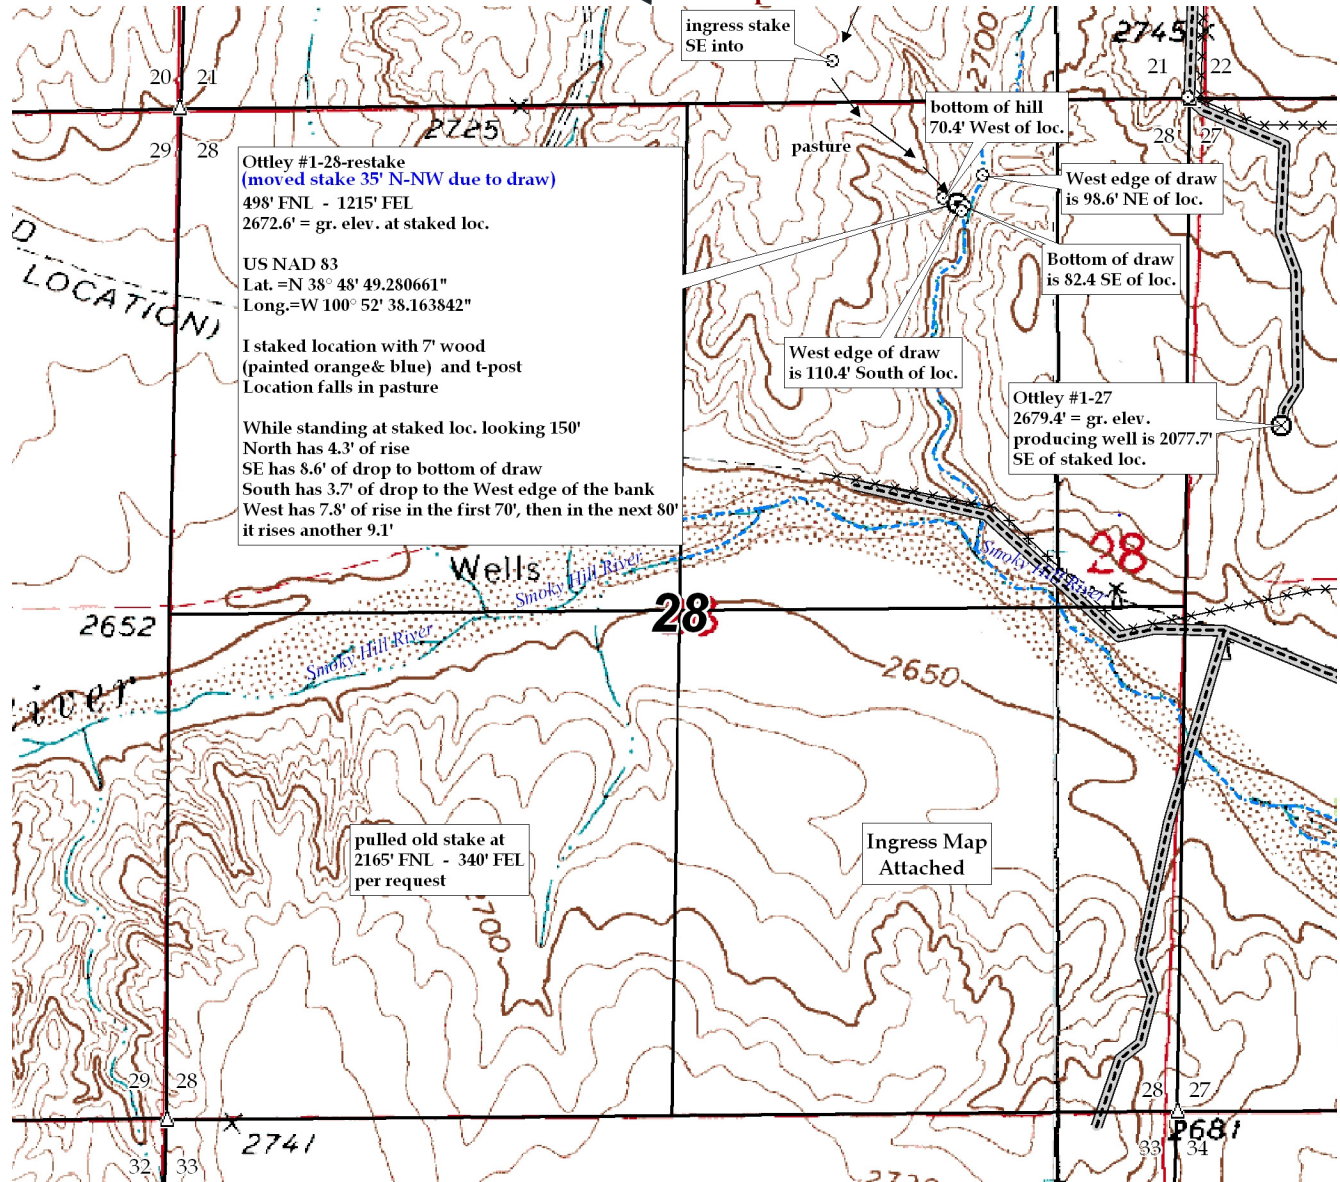 ingress stake
SE into
2700
2745
20 21
21 22
2725
bottom of hill
70.4' West of loc.
29 28
28 27
pasture
Ottley #1-28-restake
(moved stake 35' N-NW due to draw)
498' FNL - 1215' FEL
2672.6' = gr. elev. at staked loc.
US NAD 83
Lat. =N 38° 48' 49.280661"
Long.=W 100° 52' 38.163842"
I staked location with 7' wood
(painted orange& blue) and t-post
Location falls in pasture
While standing at staked loc. looking 150'
North has 4.3' of rise
SE has 8.6' of drop to bottom of draw
South has 3.7' of drop to the West edge of the bank
West has 7.8' of rise in the first 70', then in the next 80'
it rises another 9.1'
West edge of draw
is 98.6' NE of loc.
Bottom of draw
is 82.4 SE of loc.
LOCATION)
West edge of draw
is 110.4' South of loc.
Ottley #1-27
2679.4' = gr. elev.
producing well is 2077.7'
SE of staked loc.
28
Wells
Smoky Hill River
Smoky Hill River
2652
28
Smoky Hill River
iver
2650
pulled old stake at
2165' FNL - 340' FEL
per request
Ingress Map
Attached
2700
29 28
28 27
2741
2681
32 33
33 34